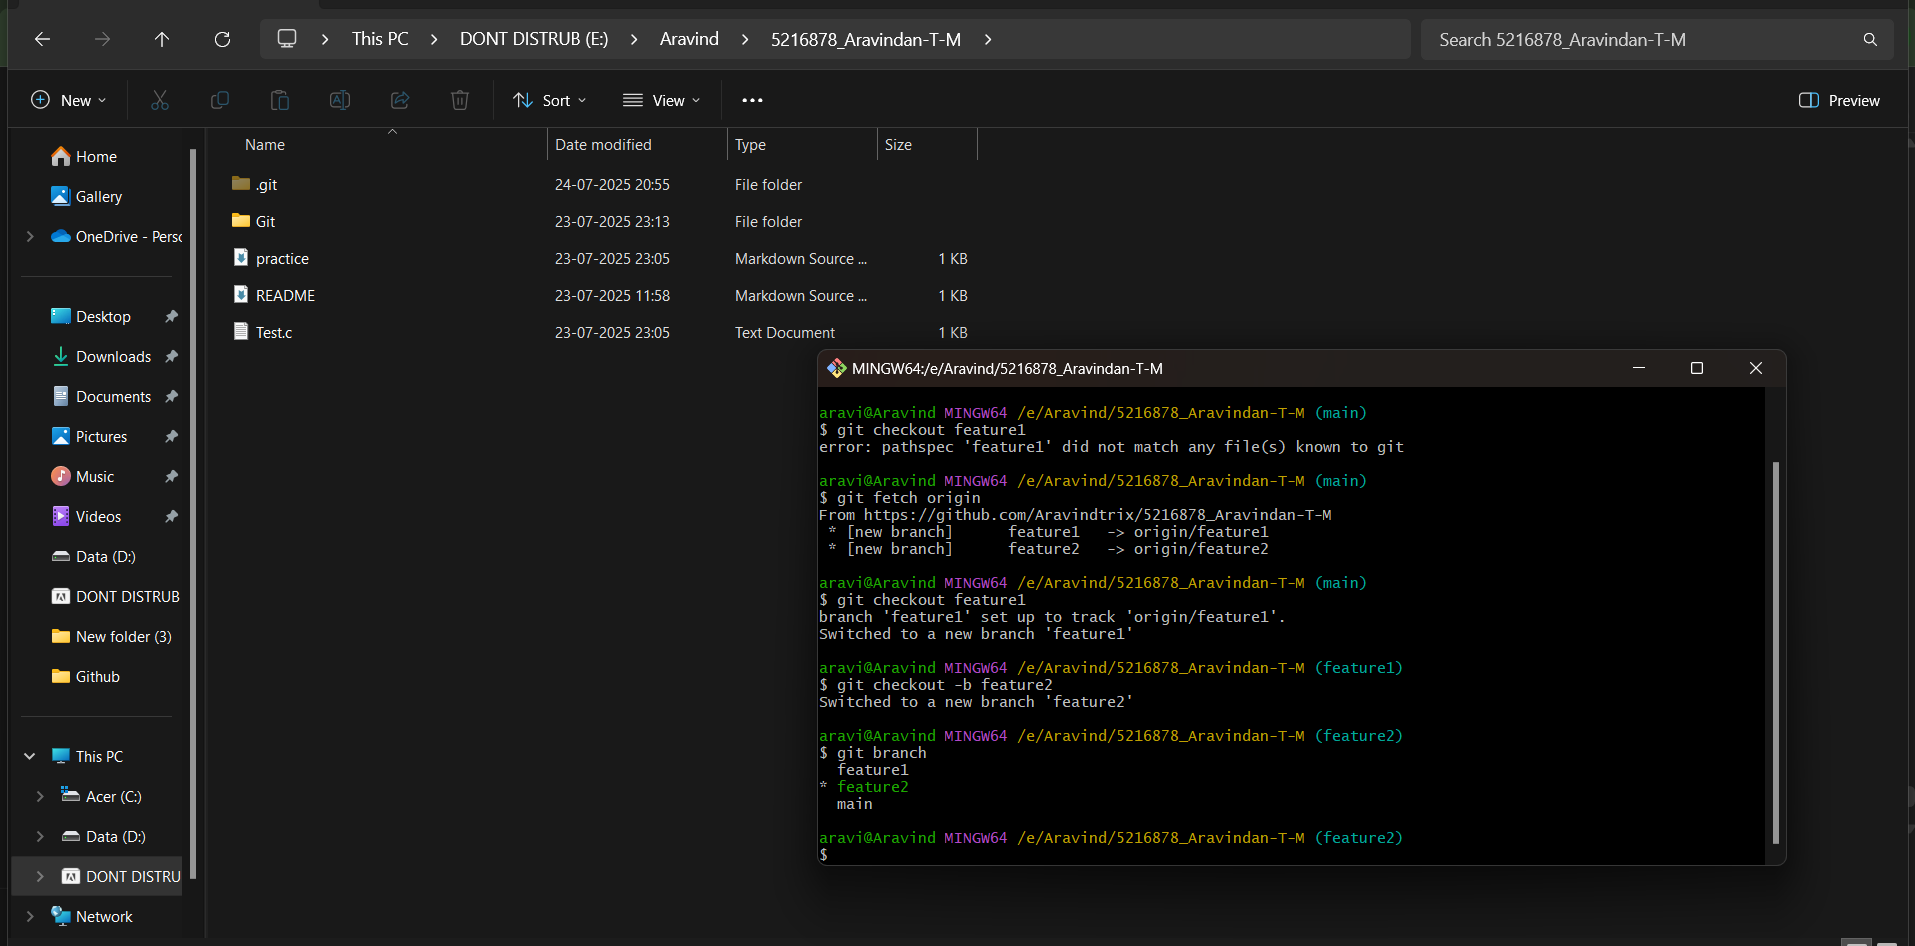 This PC > DONT DISTRUB (E:) > Aravind > 5216878_Aravindan-T-M >
Search 5216878_Aravindan-T-M
New
Sort
View
Preview
Name Date modified Type Size
.git 24-07-2025 20:55 File folder
Git 23-07-2025 23:13 File folder
practice 23-07-2025 23:05 Markdown Source ... 1 KB
README 23-07-2025 11:58 Markdown Source ... 1 KB
Test.c 23-07-2025 23:05 Text Document 1 KB
Home
Gallery
OneDrive - Perso
Desktop
Downloads
Documents
Pictures
Music
Videos
Data (D:)
DONT DISTRUB
New folder (3)
Github
This PC
Acer (C:)
Data (D:)
DONT DISTRU
Network
MINGW64:/e/Aravind/5216878_Aravindan-T-M
aravi@Aravind MINGW64 /e/Aravind/5216878_Aravindan-T-M (main)
$ git checkout feature1
error: pathspec 'feature1' did not match any file(s) known to git
aravi@Aravind MINGW64 /e/Aravind/5216878_Aravindan-T-M (main)
$ git fetch origin
From https://github.com/Aravindtrix/5216878_Aravindan-T-M
* [new branch] feature1 -> origin/feature1
* [new branch] feature2 -> origin/feature2
aravi@Aravind MINGW64 /e/Aravind/5216878_Aravindan-T-M (main)
$ git checkout feature1
branch 'feature1' set up to track 'origin/feature1'.
Switched to a new branch 'feature1'
aravi@Aravind MINGW64 /e/Aravind/5216878_Aravindan-T-M (feature1)
$ git checkout -b feature2
Switched to a new branch 'feature2'
aravi@Aravind MINGW64 /e/Aravind/5216878_Aravindan-T-M (feature2)
$ git branch
feature1
* feature2
main
aravi@Aravind MINGW64 /e/Aravind/5216878_Aravindan-T-M (feature2)
$